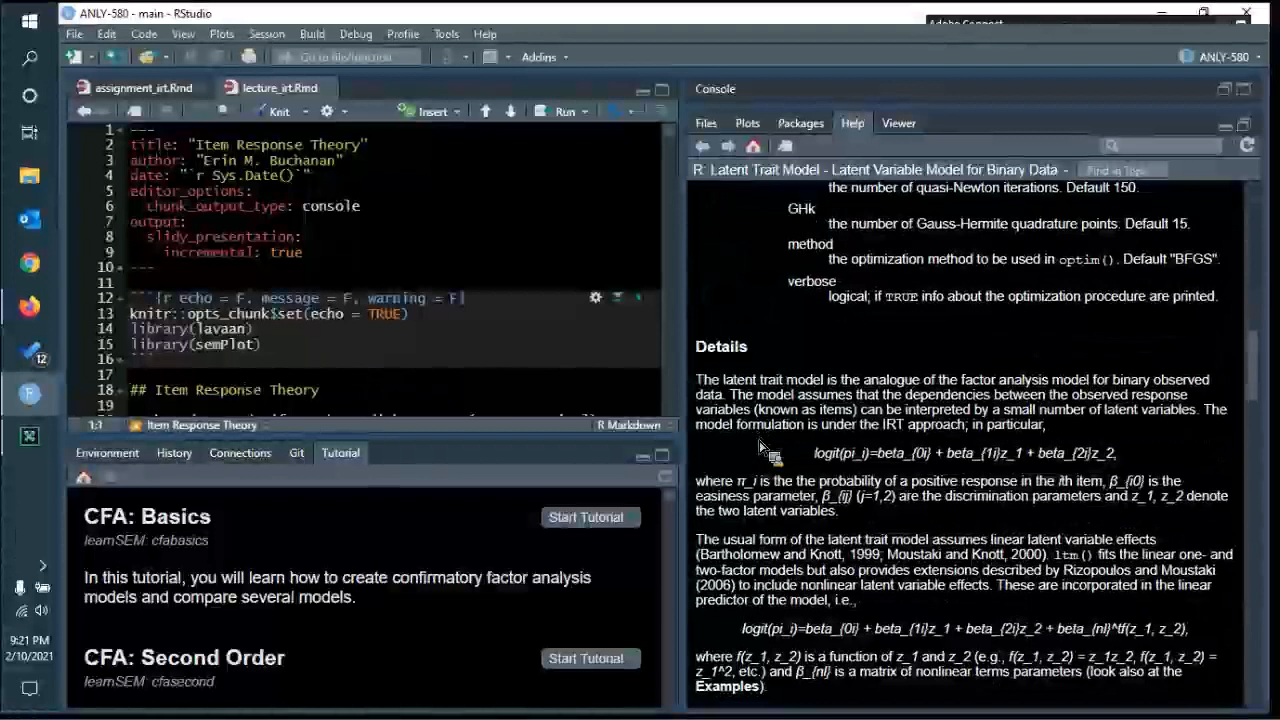 ANLY-580 - main - RStudio
Adobe Connect
File Edit Code View Plots Session Build Debug Profile Tools Help
Go to file/function Addins ANLY-580
assignment_irt.Rmd lecture_irt.Rmd
Knit Insert Run
1 ---
2 title: "Item Response Theory"
3 author: "Erin M. Buchanan"
4 date: "`r Sys.Date()`"
5 editor_options:
6 chunk_output_type: console
7 output:
8 slidy_presentation:
9 incremental: true
10 ---
11
12 ```{r echo = F, message = F, warning = F}
13 knitr::opts_chunk$set(echo = TRUE)
14 library(lavaan)
15 library(semPlot)
16 ```
17
18 ## Item Response Theory
19
1:1 Item Response Theory R Markdown
Environment History Connections Git Tutorial
CFA: Basics
Start Tutorial
learnSEM: cfabasics
In this tutorial, you will learn how to create confirmatory factor analysis
models and compare several models.
CFA: Second Order
Start Tutorial
learnSEM: cfasecond
Console
Files Plots Packages Help Viewer
R: Latent Trait Model - Latent Variable Model for Binary Data Find in Topic
the number of quasi-Newton iterations. Default 150.
GHk
the number of Gauss-Hermite quadrature points. Default 15.
method
the optimization method to be used in optim(). Default "BFGS".
verbose
logical; if TRUE info about the optimization procedure are printed.
Details
The latent trait model is the analogue of the factor analysis model for binary observed
data. The model assumes that the dependencies between the observed response
variables (known as items) can be interpreted by a small number of latent variables. The
model formulation is under the IRT approach; in particular,
logit(pi_i)=beta_{0i} + beta_{1i}z_1 + beta_{2i}z_2,
where π_i is the the probability of a positive response in the ith item, β_{i0} is the
easiness parameter, β_{ij} (j=1,2) are the discrimination parameters and z_1, z_2 denote
the two latent variables.
The usual form of the latent trait model assumes linear latent variable effects
(Bartholomew and Knott, 1999; Moustaki and Knott, 2000). ltm() fits the linear one- and
two-factor models but also provides extensions described by Rizopoulos and Moustaki
(2006) to include nonlinear latent variable effects. These are incorporated in the linear
predictor of the model, i.e.,
logit(pi_i)=beta_{0i} + beta_{1i}z_1 + beta_{2i}z_2 + beta_{nl}^tf(z_1, z_2),
where f(z_1, z_2) is a function of z_1 and z_2 (e.g., f(z_1, z_2) = z_1z_2, f(z_1, z_2) =
z_1^2, etc.) and β_{nl} is a matrix of nonlinear terms parameters (look also at the
Examples).
12
9:21 PM
2/10/2021